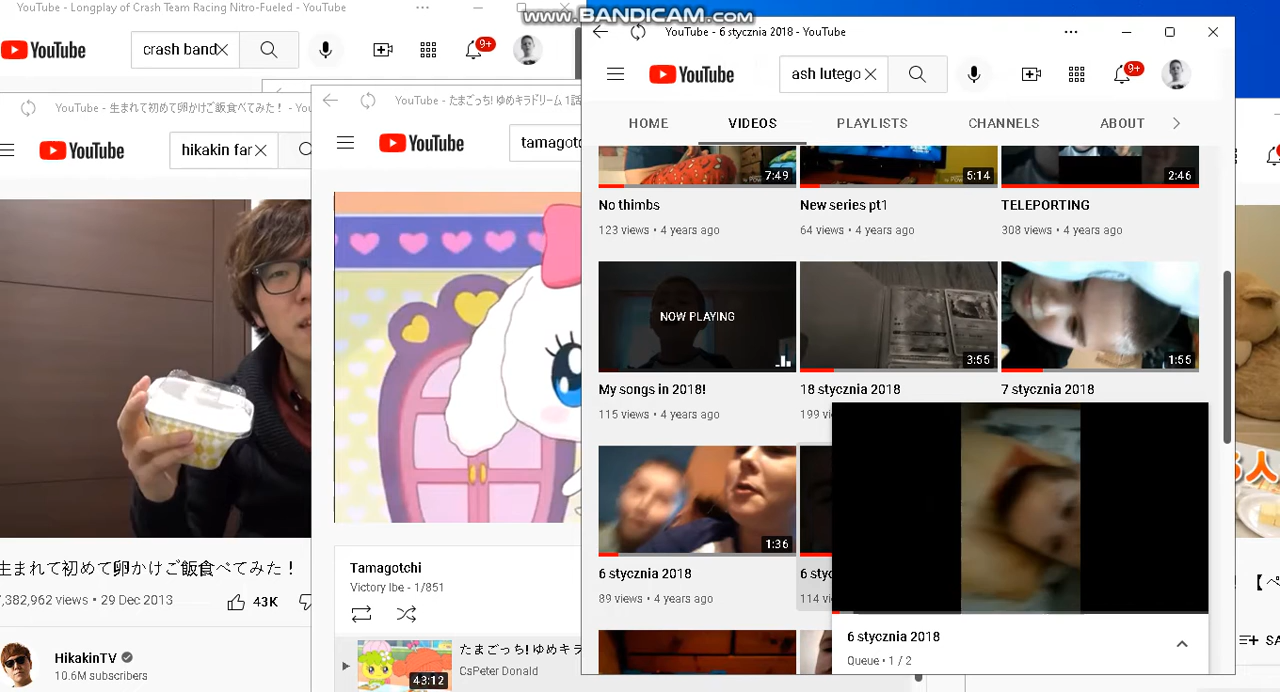 YouTube - Longplay of Crash Team Racing Nitro-Fueled - YouTube
www.BANDICAM.com
YouTube
crash band
9+
YouTube - 生まれて初めて卵かけご飯食べてみた！ - You
YouTube
hikakin far
生まれて初めて卵かけご飯食べてみた！
7,382,962 views • 29 Dec 2013
43K
HikakinTV
10.6M subscribers
YouTube - たまごっち! ゆめキラドリーム 1話
YouTube
tamagot
Tamagotchi
Victory Ibe - 1/851
たまごっち! ゆめキラ
CsPeter Donald
43:12
YouTube - 6 stycznia 2018 - YouTube
YouTube
ash lutego
9+
HOME
VIDEOS
PLAYLISTS
CHANNELS
ABOUT
7:49
5:14
2:46
No thimbs
New series pt1
TELEPORTING
123 views • 4 years ago
64 views • 4 years ago
308 views • 4 years ago
NOW PLAYING
3:55
1:55
My songs in 2018!
18 stycznia 2018
7 stycznia 2018
115 views • 4 years ago
199 vi
1:36
6 stycznia 2018
6 styc
89 views • 4 years ago
114 vi
6 stycznia 2018
Queue • 1 / 2
人
【ペ
SA